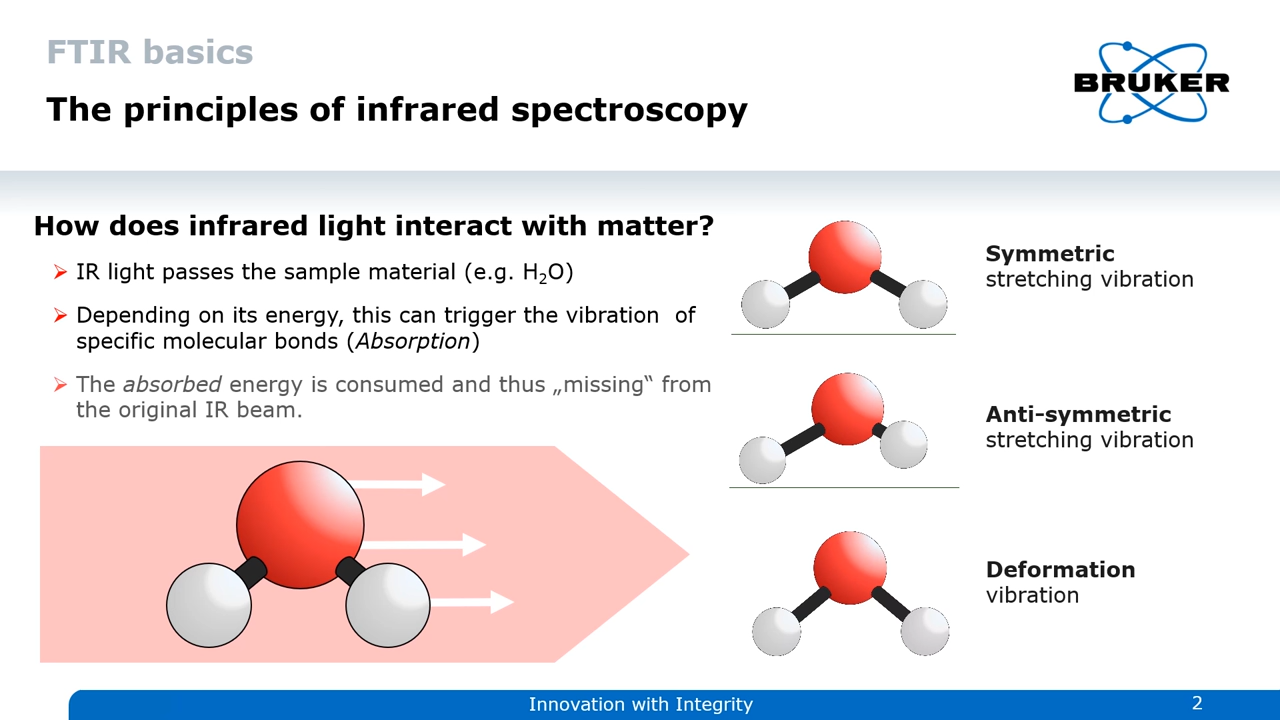 FTIR basics
The principles of infrared spectroscopy
BRUKER
How does infrared light interact with matter?
IR light passes the sample material (e.g. H₂O)
Depending on its energy, this can trigger the vibration of
specific molecular bonds (Absorption)
The absorbed energy is consumed and thus „missing‟ from
the original IR beam.
Symmetric
stretching vibration
Anti-symmetric
stretching vibration
Deformation
vibration
Innovation with Integrity
2